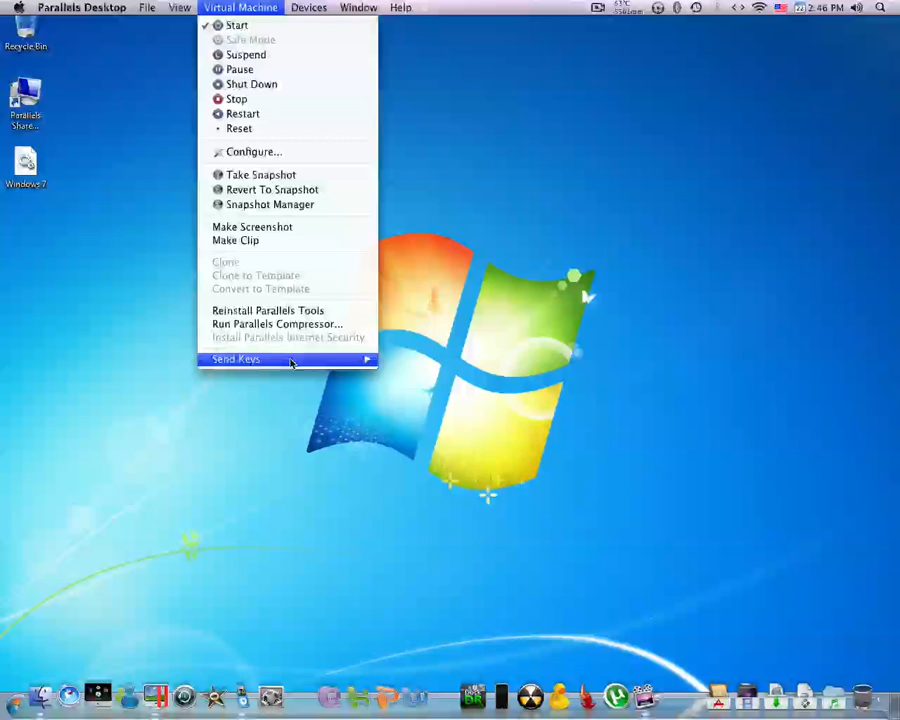 Parallels Desktop File View Virtual Machine Devices Window Help 63°C 2:46 PM
Recycle Bin
Parallels
Share...
Windows 7
Start
Safe Mode
Suspend
Pause
Shut Down
Stop
Restart
Reset
Configure...
Take Snapshot
Revert To Snapshot
Snapshot Manager
Make Screenshot
Make Clip
Clone
Clone to Template
Convert to Template
Reinstall Parallels Tools
Run Parallels Compressor...
Install Parallels Internet Security
Send Keys